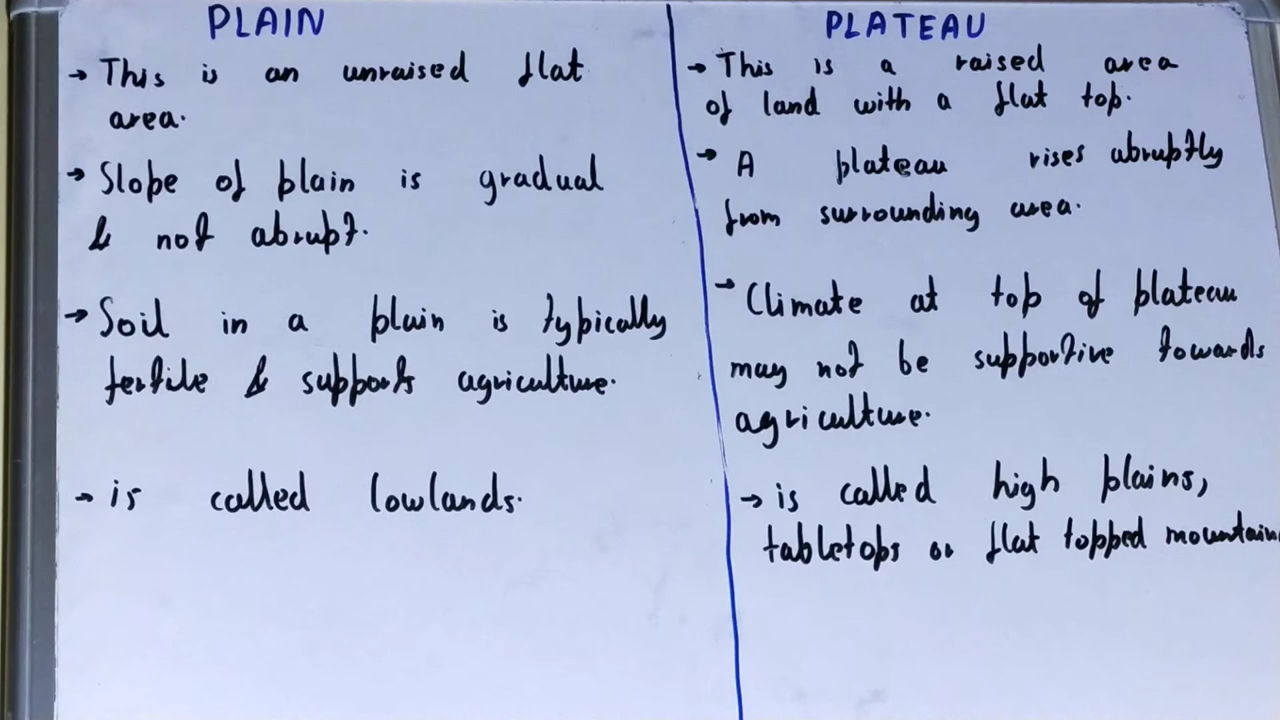 PLAIN
→ This is an unraised flat
area.
→ Slope of plain is gradual
& not abrupt.
→ Soil in a plain is typically
fertile & supports agriculture.
→ is called lowlands.
PLATEAU
→ This is a raised area
of land with a flat top.
→ A plateau rises abruptly
from surrounding area.
→ Climate at top of plateau
may not be supportive towards
agriculture.
→ is called high plains,
tabletops or flat topped mountain